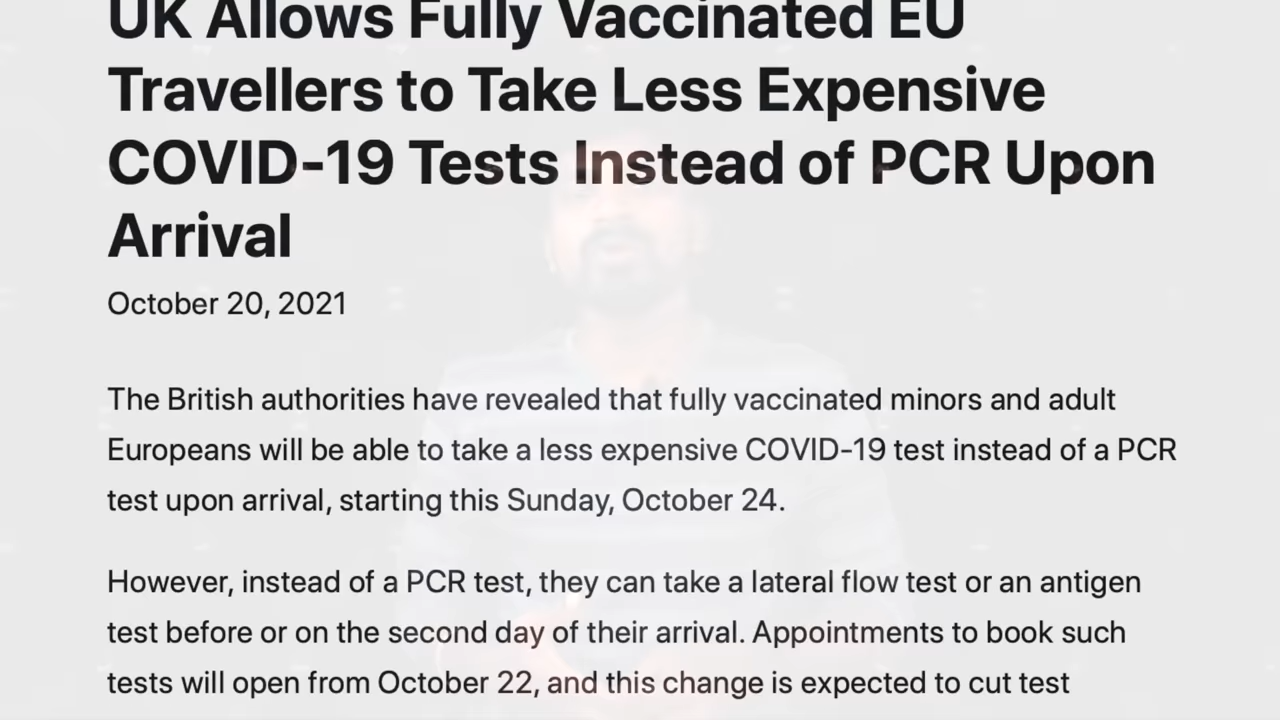 UK Allows Fully Vaccinated EU
Travellers to Take Less Expensive
COVID-19 Tests Instead of PCR Upon
Arrival
October 20, 2021
The British authorities have revealed that fully vaccinated minors and adult
Europeans will be able to take a less expensive COVID-19 test instead of a PCR
test upon arrival, starting this Sunday, October 24.
However, instead of a PCR test, they can take a lateral flow test or an antigen
test before or on the second day of their arrival. Appointments to book such
tests will open from October 22, and this change is expected to cut test